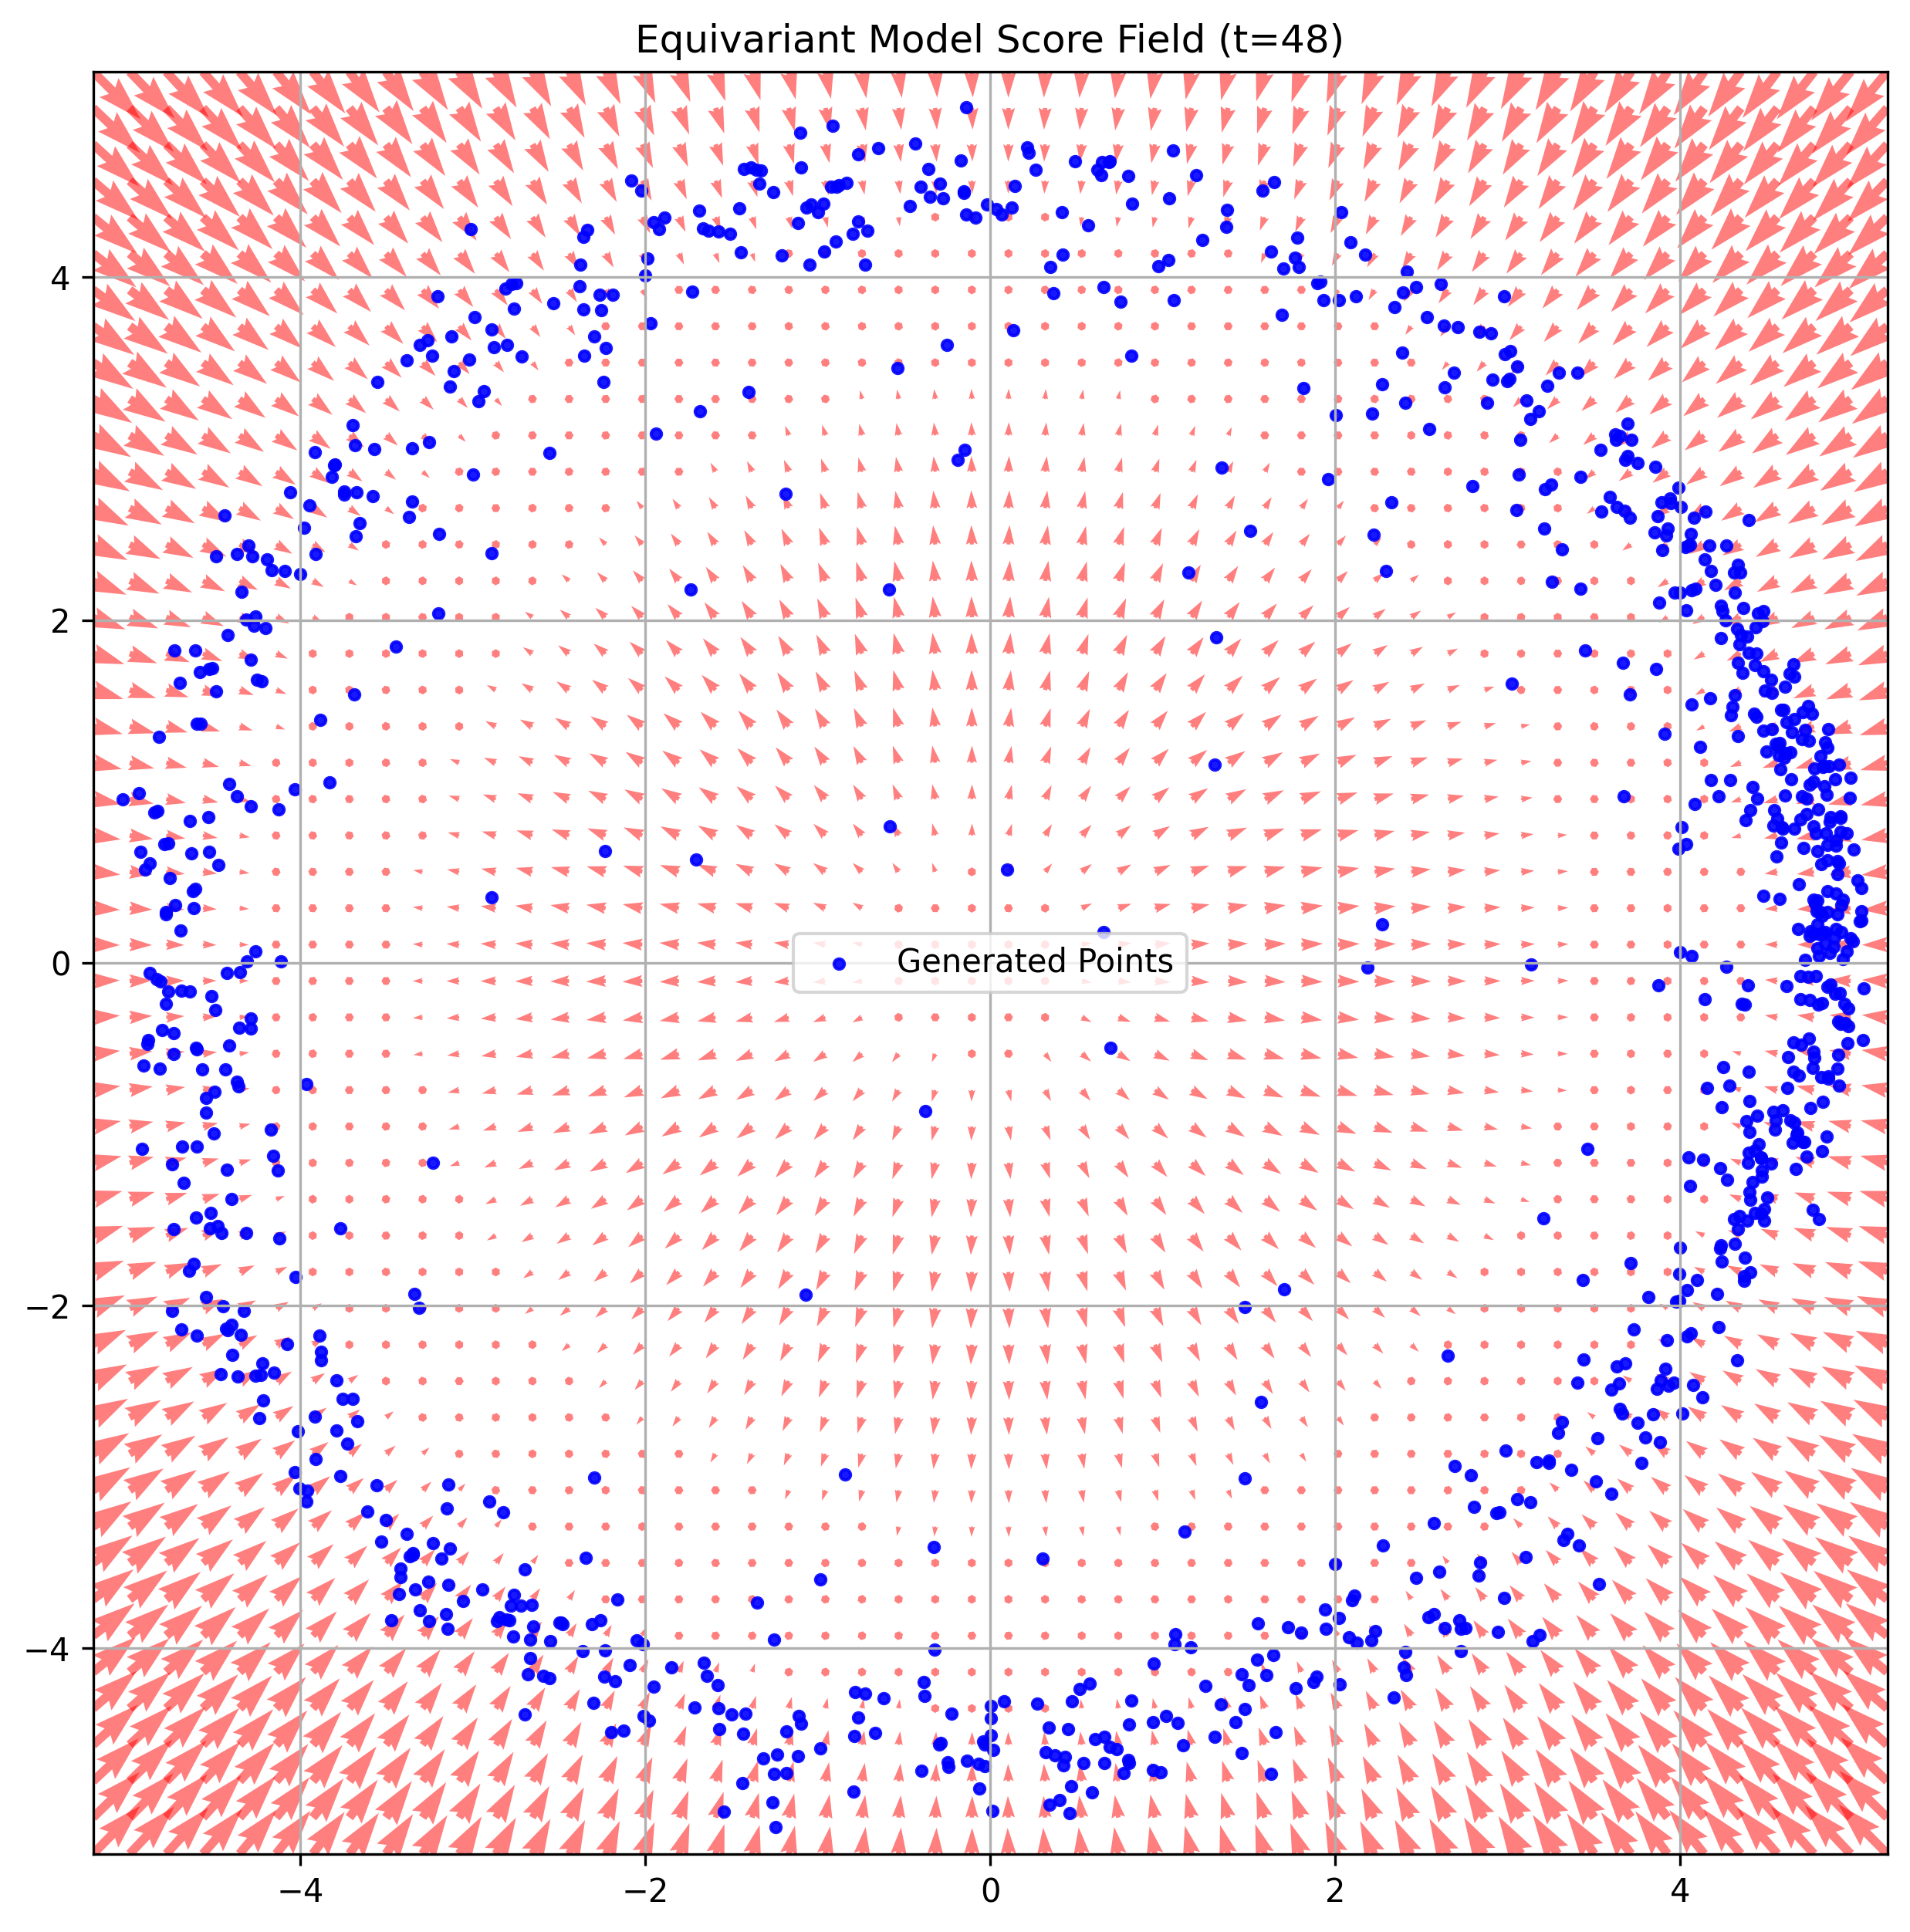 Equivariant Model Score Field (t=48)
4
2
0
−2
−4
Generated Points
−4 −2 0 2 4